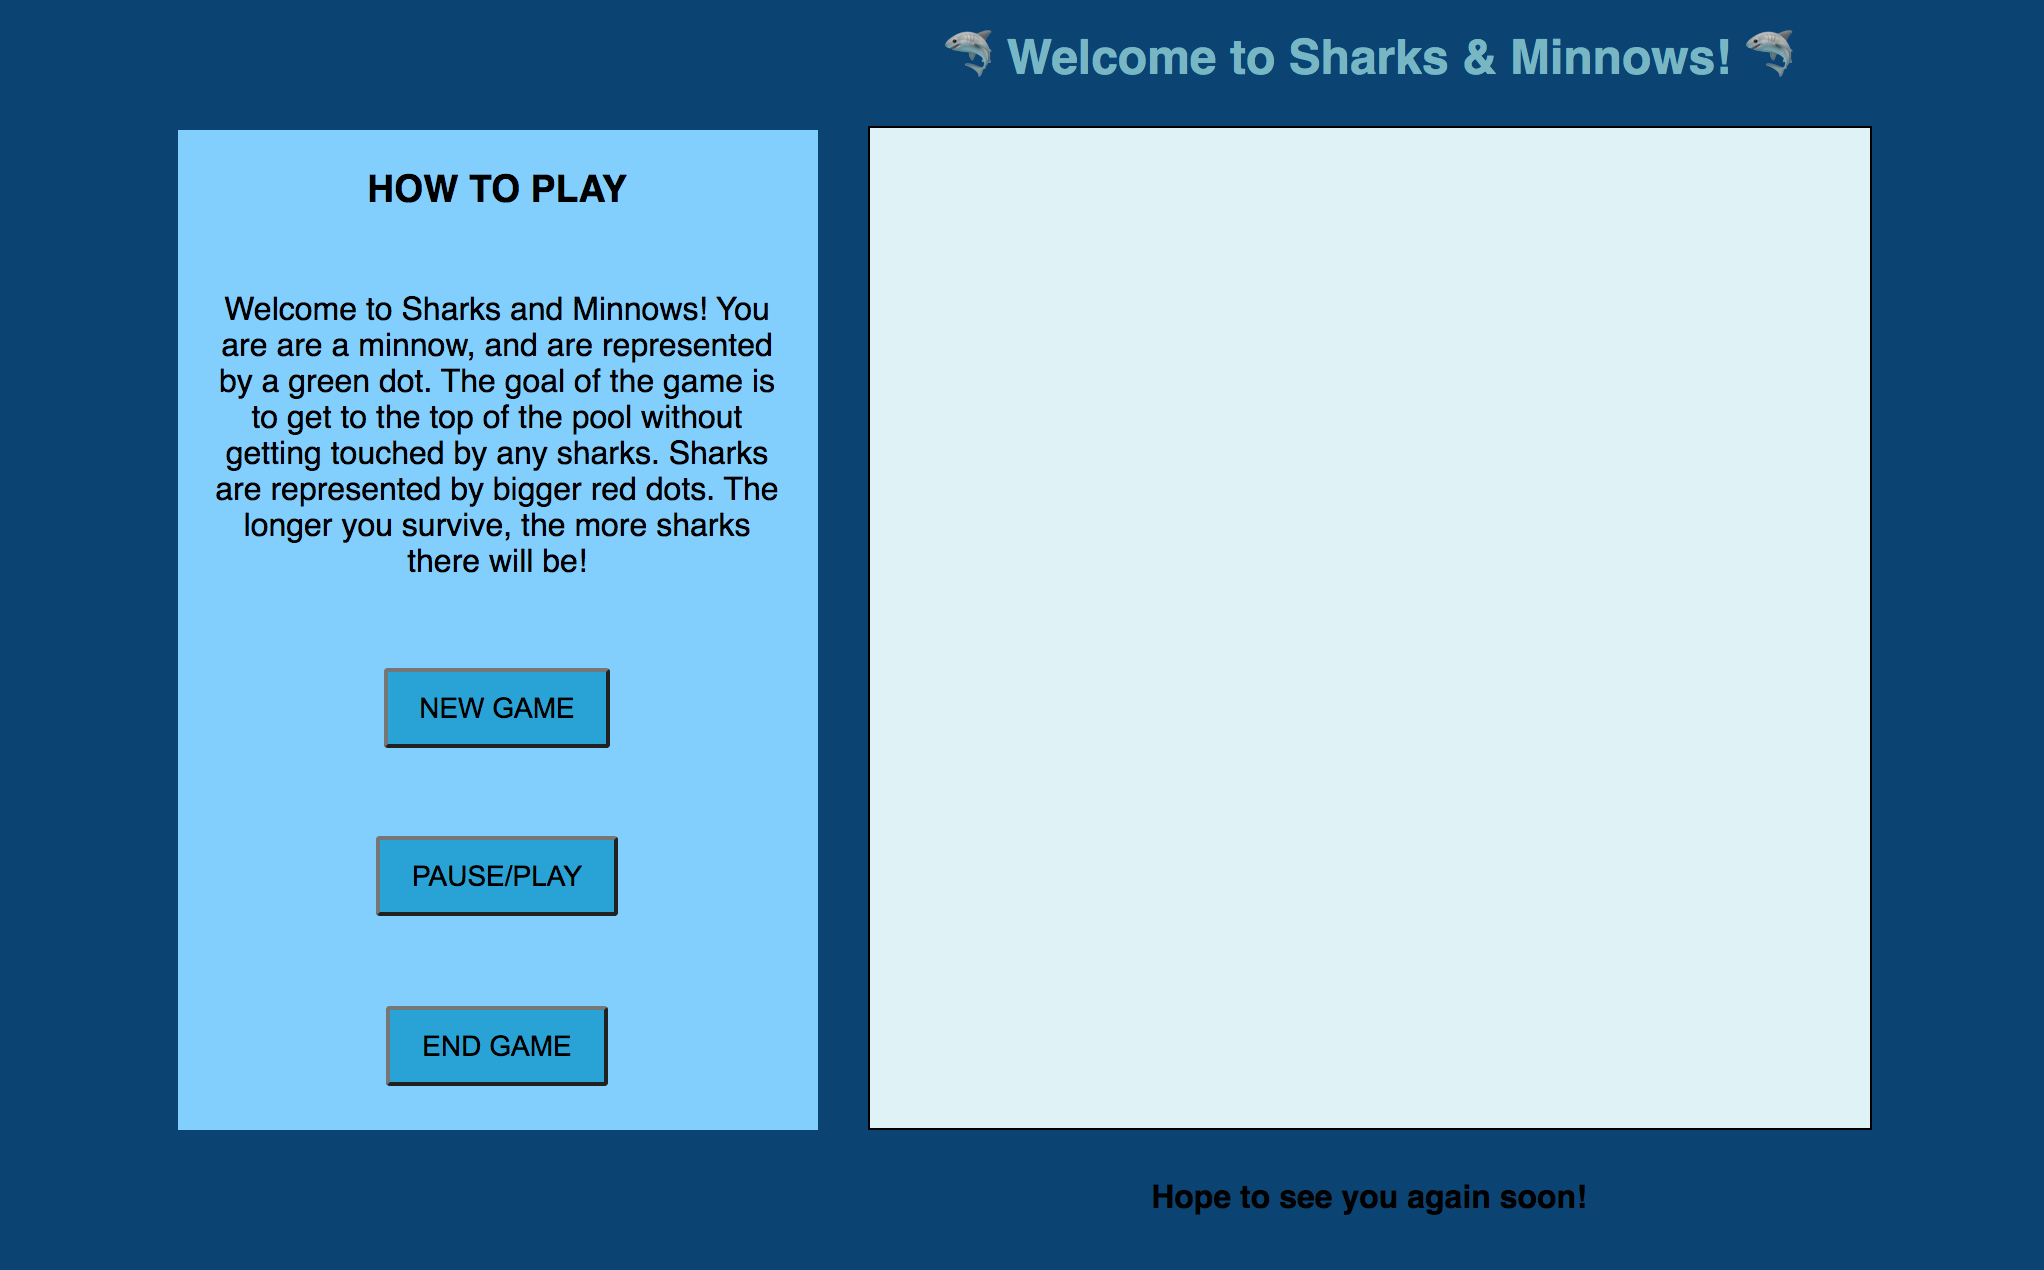 🦈 Welcome to Sharks & Minnows! 🦈
HOW TO PLAY
Welcome to Sharks and Minnows! You
are are a minnow, and are represented
by a green dot. The goal of the game is
to get to the top of the pool without
getting touched by any sharks. Sharks
are represented by bigger red dots. The
longer you survive, the more sharks
there will be!
NEW GAME
PAUSE/PLAY
END GAME
Hope to see you again soon!